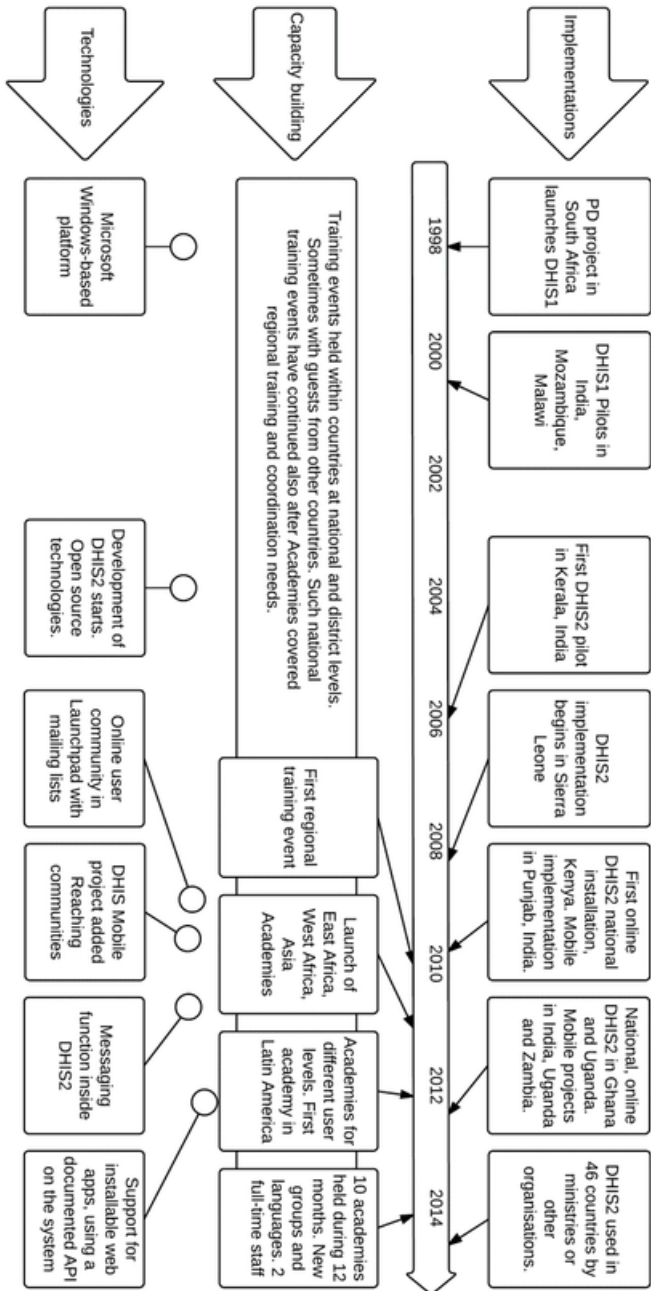 Implementations
PD project in
South Africa
launches DHIS1
DHIS1 Pilots in
India,
Mozambique,
Malawi
First DHIS2 pilot
in Kerala, India
DHIS2
implementation
begins in Sierra
Leone
First online
DHIS2 national
installation,
Kenya. Mobile
implementation
in Punjab, India.
National, online
DHIS2 in Ghana
and Uganda.
Mobile projects
in India, Uganda
and Zambia.
DHIS2 used in
46 countries by
ministries or
other
organisations.
1998
2000
2002
2004
2006
2008
2010
2012
2014
Capacity building
Training events held within countries at national and district levels.
Sometimes with guests from other countries. Such national
training events have continued also after Academies covered
regional training and coordination needs.
First regional
training event
Launch of
East Africa,
West Africa,
Asia
Academies
Academies for
different user
levels. First
academy in
Latin America
10 academies
held during 12
months. New
groups and
languages. 2
full-time staff
Technologies
Microsoft
Windows-based
platform
Development of
DHIS2 starts.
Open source
technologies.
Online user
community in
Launchpad with
mailing lists
DHIS Mobile
project added
Reaching
communities
Messaging
function inside
DHIS2
Support for
installable web
apps, using a
documented API
on the system